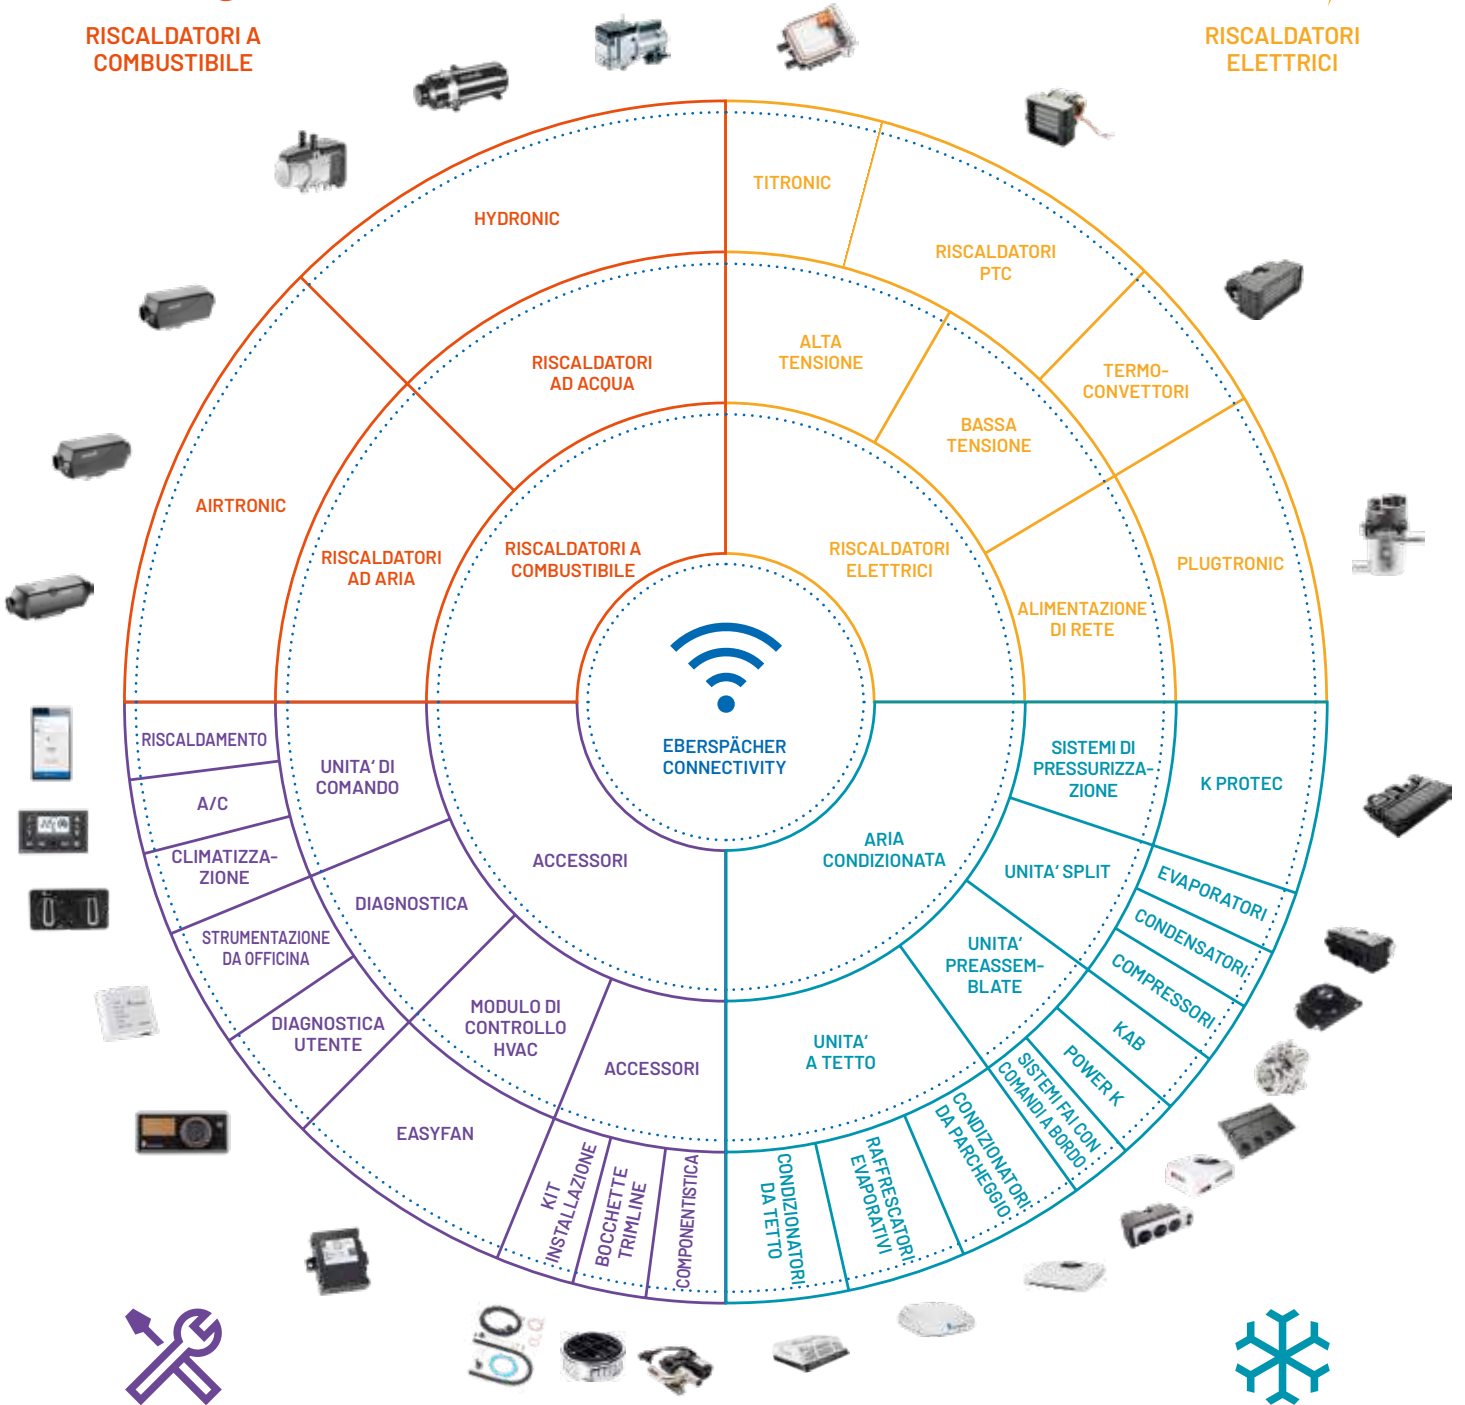 RISCALDATORI A
COMBUSTIBILE
RISCALDATORI
ELETTRICI
HYDRONIC
TITRONIC
RISCALDATORI
PTC
TERMO-
CONVETTORI
PLUGTRONIC
AIRTRONIC
RISCALDATORI
AD ACQUA
ALTA
TENSIONE
BASSA
TENSIONE
ALIMENTAZIONE
DI RETE
RISCALDATORI
AD ARIA
RISCALDATORI A
COMBUSTIBILE
RISCALDATORI
ELETTRICI
EBERSPÄCHER
CONNECTIVITY
ACCESSORI
ARIA
CONDIZIONATA
UNITA' DI
COMANDO
DIAGNOSTICA
MODULO DI
CONTROLLO
HVAC
ACCESSORI
RISCALDAMENTO
A/C
CLIMATIZZA-
ZIONE
STRUMENTAZIONE
DA OFFICINA
DIAGNOSTICA
UTENTE
EASYFAN
KIT
INSTALLAZIONE
BOCCHETTE
TRIMLINE
COMPONENTISTICA
SISTEMI DI
PRESSURIZZA-
ZIONE
UNITA' SPLIT
UNITA'
PREASSEM-
BLATE
UNITA'
A TETTO
K PROTEC
EVAPORATORI
CONDENSATORI
COMPRESSORI
KAB
POWER K
SISTEMI FAI CON
COMANDI A BORDO
CONDIZIONATORI
DA PARCHEGGIO
RAFFRESCATORI
EVAPORATIVI
CONDIZIONATORI
DA TETTO